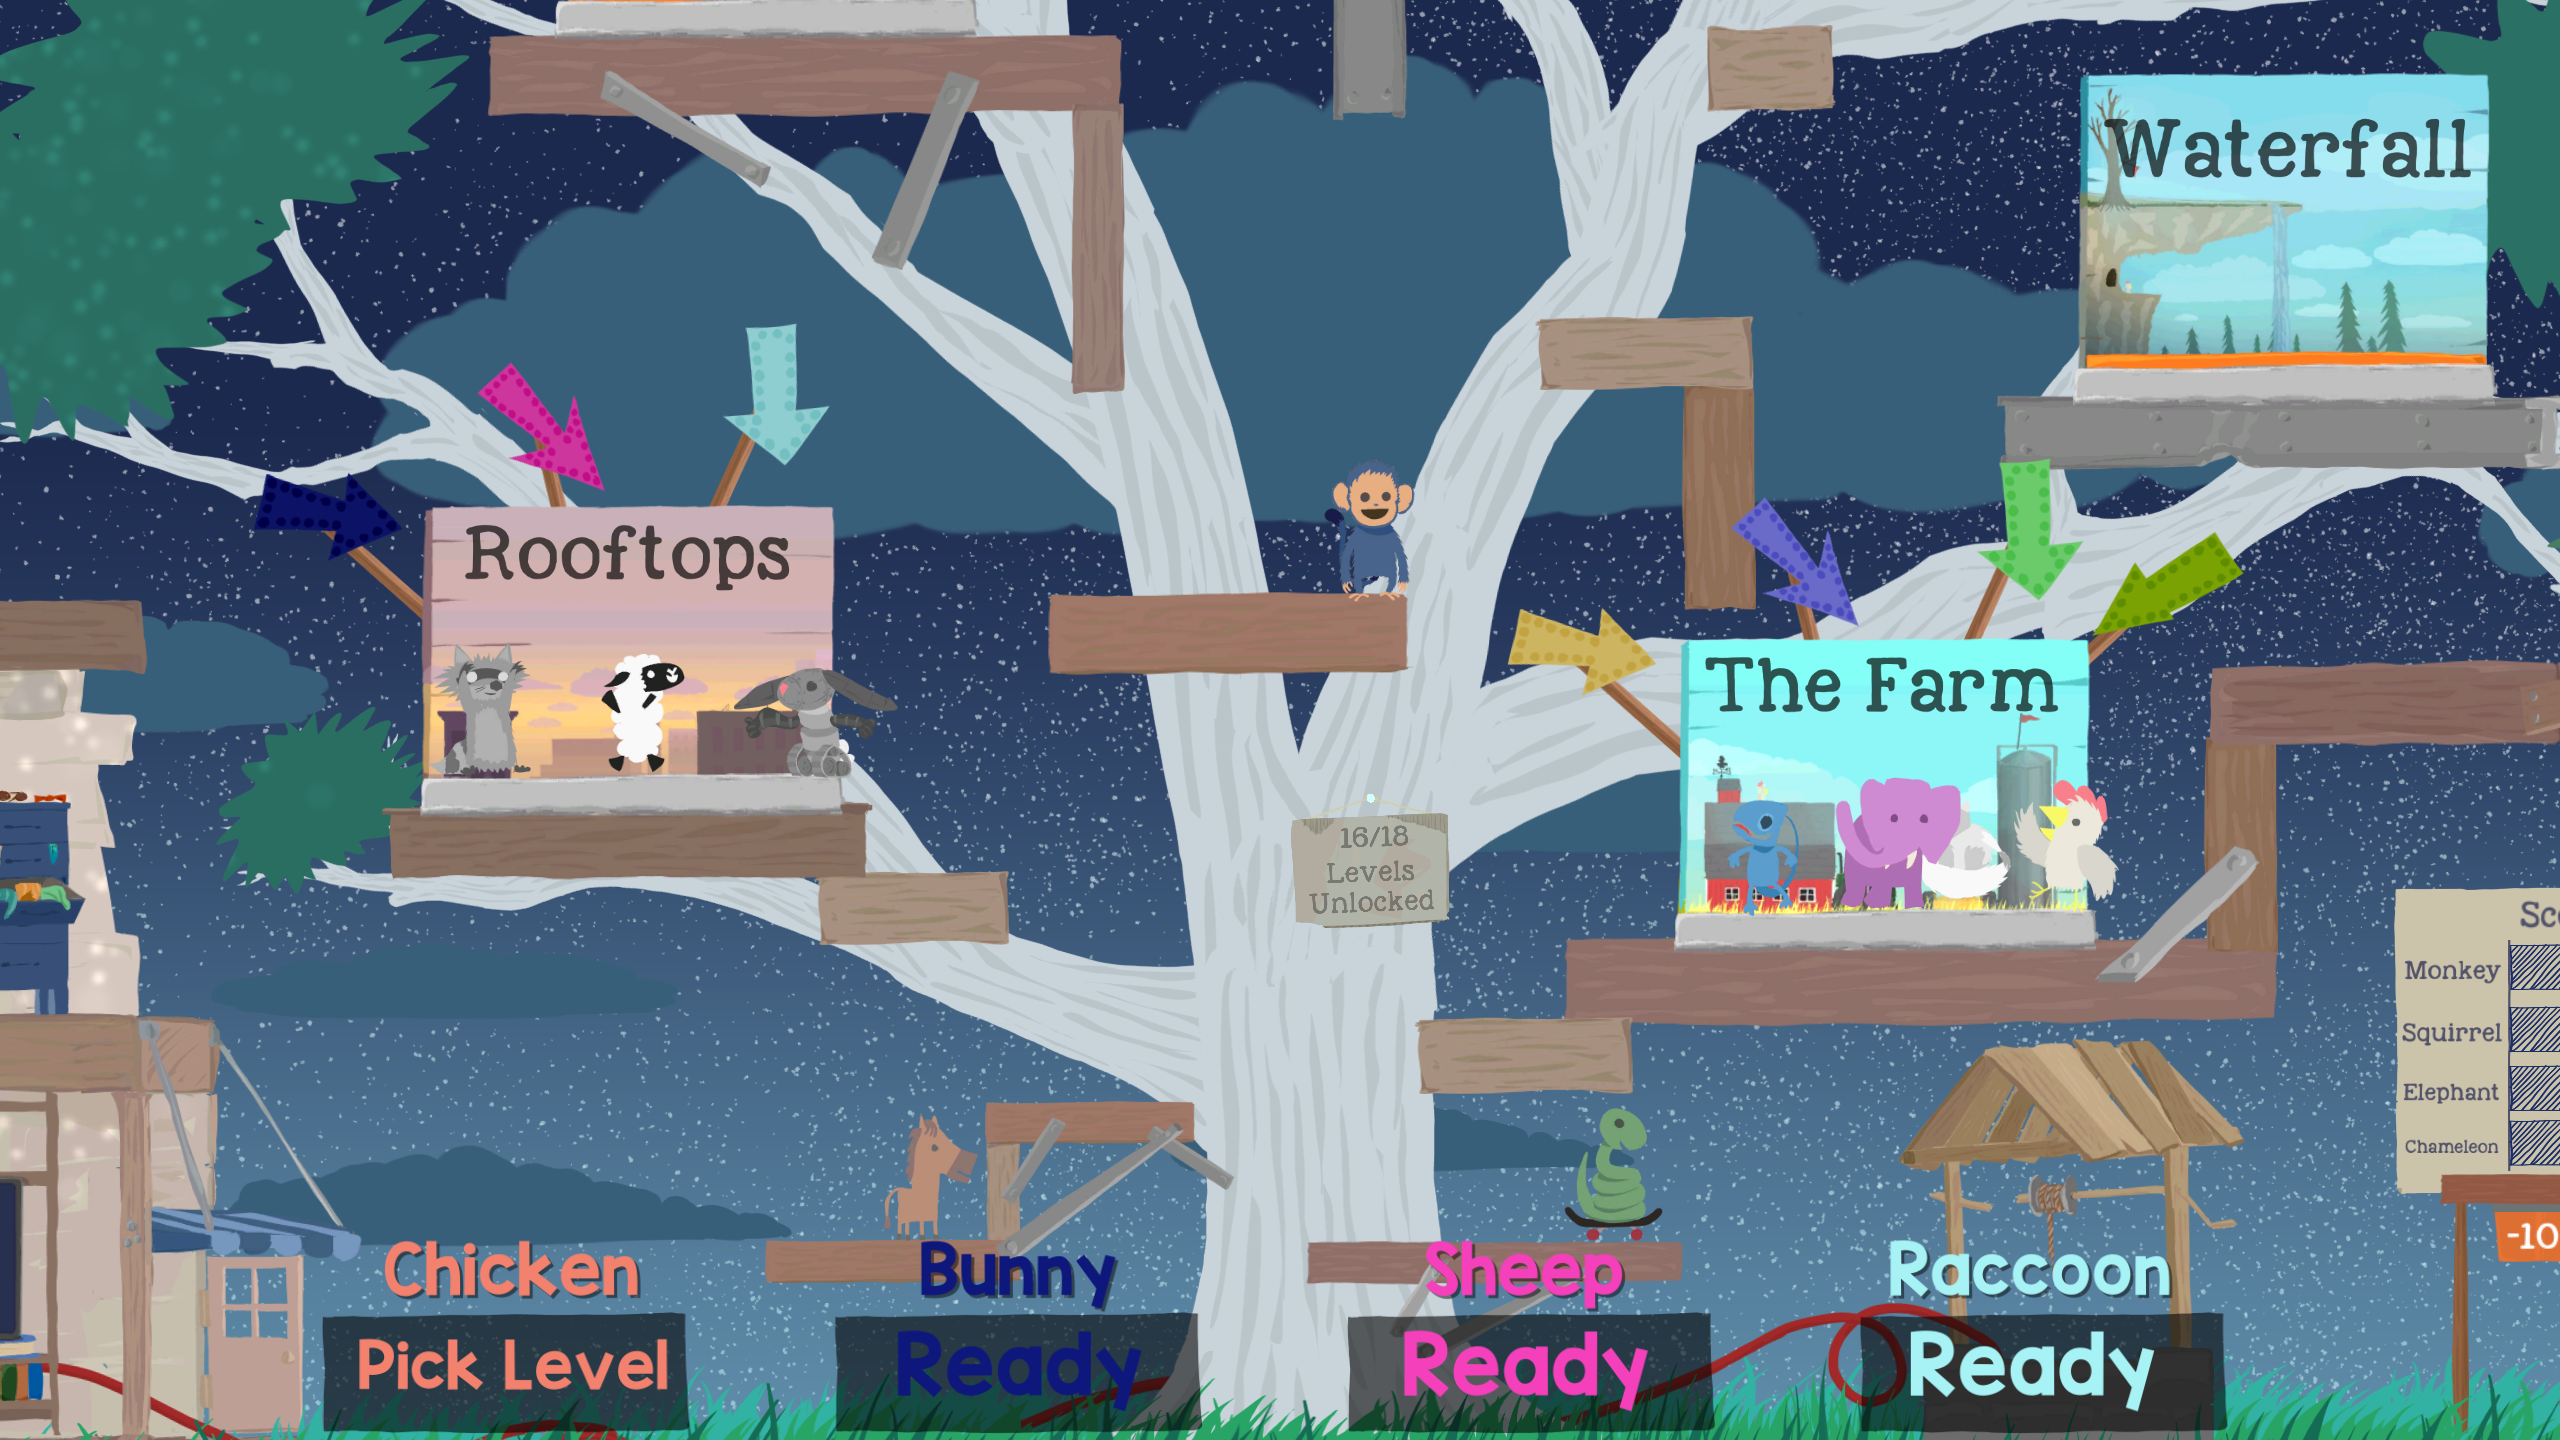 Waterfall
Rooftops
The Farm
16/18
Levels
Unlocked
Monkey
Squirrel
Elephant
Chameleon
Chicken
Pick Level
Bunny
Ready
Sheep
Ready
Raccoon
Ready